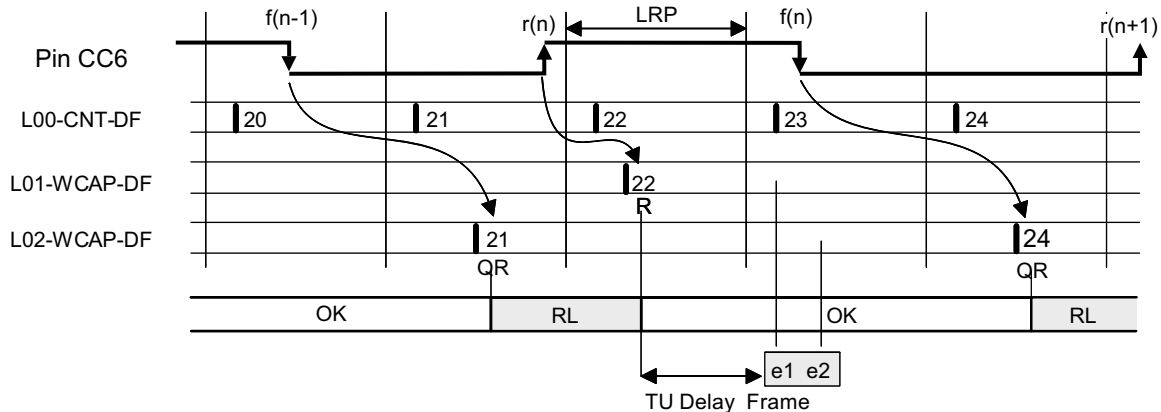 f(n-1) r(n) LRP f(n) r(n+1)
Pin CC6
L00-CNT-DF 20 21 22 23 24
L01-WCAP-DF 22
R
L02-WCAP-DF 21 24
QR QR
OK RL OK RL
e1 e2
TU Delay Frame